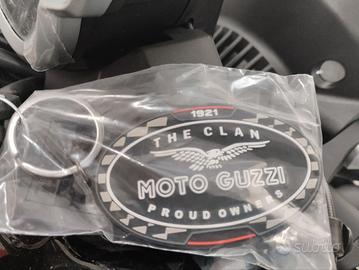 1921
THE CLAN
MOTO GUZZI
PROUD OWNERS
subito